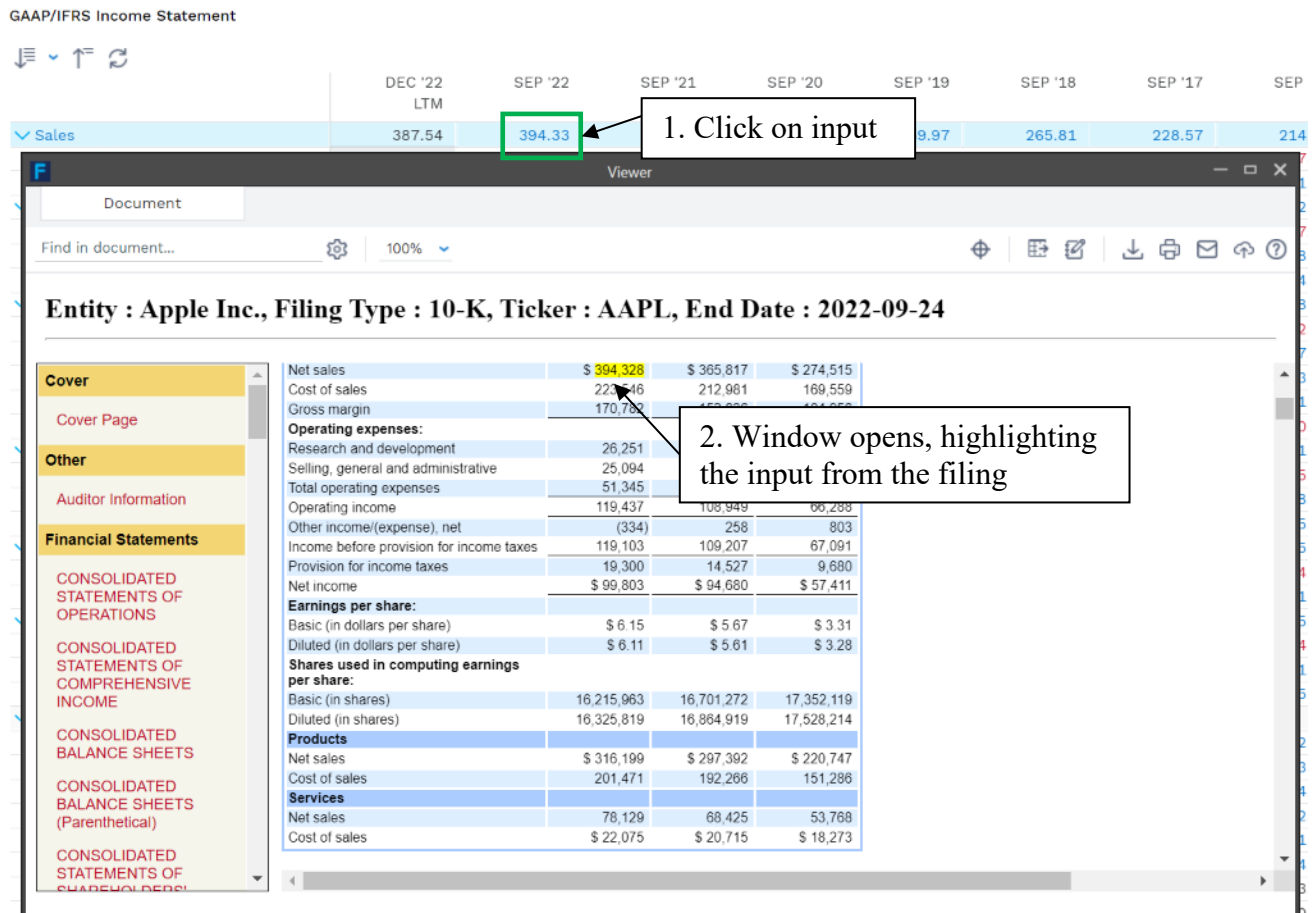 GAAP/IFRS Income Statement
DEC '22 SEP '22 SEP '21 SEP '20 SEP '19 SEP '18 SEP '17 SEP
LTM
Sales 387.54 394.33 9.97 265.81 228.57 214
1. Click on input
F Viewer
Document
Find in document... 100%
Entity : Apple Inc., Filing Type : 10-K, Ticker : AAPL, End Date : 2022-09-24
Cover
Cover Page
Other
Auditor Information
Financial Statements
CONSOLIDATED
STATEMENTS OF
OPERATIONS
CONSOLIDATED
STATEMENTS OF
COMPREHENSIVE
INCOME
CONSOLIDATED
BALANCE SHEETS
CONSOLIDATED
BALANCE SHEETS
(Parenthetical)
CONSOLIDATED
STATEMENTS OF
SHAREHOLDERS'
Net sales $ 394,328 $ 365,817 $ 274,515
Cost of sales 223,546 212,981 169,559
Gross margin 170,782
Operating expenses:
Research and development 26,251
Selling, general and administrative 25,094
Total operating expenses 51,345
Operating income 119,437 108,949 66,288
Other income/(expense), net (334) 258 803
Income before provision for income taxes 119,103 109,207 67,091
Provision for income taxes 19,300 14,527 9,680
Net income $ 99,803 $ 94,680 $ 57,411
Earnings per share:
Basic (in dollars per share) $ 6.15 $ 5.67 $ 3.31
Diluted (in dollars per share) $ 6.11 $ 5.61 $ 3.28
Shares used in computing earnings
per share:
Basic (in shares) 16,215,963 16,701,272 17,352,119
Diluted (in shares) 16,325,819 16,864,919 17,528,214
Products
Net sales $ 316,199 $ 297,392 $ 220,747
Cost of sales 201,471 192,266 151,286
Services
Net sales 78,129 68,425 53,768
Cost of sales $ 22,075 $ 20,715 $ 18,273
2. Window opens, highlighting
the input from the filing